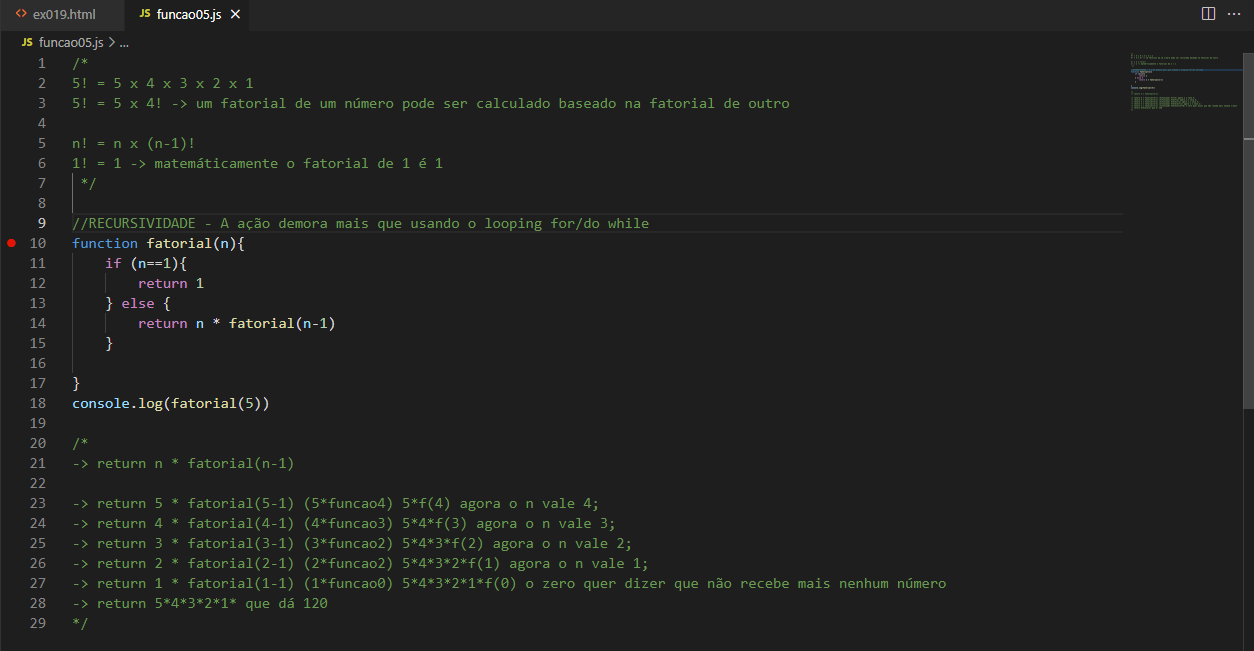 <> ex019.html JS funcao05.js ×
JS funcao05.js > ...
1 /*
2 5! = 5 x 4 x 3 x 2 x 1
3 5! = 5 x 4! -> um fatorial de um número pode ser calculado baseado na fatorial de outro
4
5 n! = n x (n-1)!
6 1! = 1 -> matemáticamente o fatorial de 1 é 1
7 */
8
9 //RECURSIVIDADE - A ação demora mais que usando o looping for/do while
10 function fatorial(n){
11 if (n==1){
12 return 1
13 } else {
14 return n * fatorial(n-1)
15 }
16
17 }
18 console.log(fatorial(5))
19
20 /*
21 -> return n * fatorial(n-1)
22
23 -> return 5 * fatorial(5-1) (5*funcao4) 5*f(4) agora o n vale 4;
24 -> return 4 * fatorial(4-1) (4*funcao3) 5*4*f(3) agora o n vale 3;
25 -> return 3 * fatorial(3-1) (3*funcao2) 5*4*3*f(2) agora o n vale 2;
26 -> return 2 * fatorial(2-1) (2*funcao2) 5*4*3*2*f(1) agora o n vale 1;
27 -> return 1 * fatorial(1-1) (1*funcao0) 5*4*3*2*1*f(0) o zero quer dizer que não recebe mais nenhum número
28 -> return 5*4*3*2*1* que dá 120
29 */